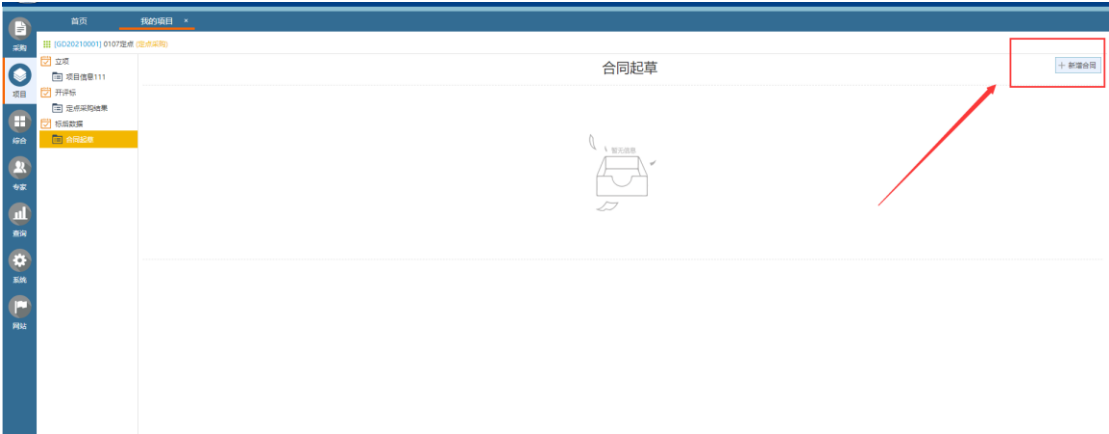 首页 我的项目 ×
采购
项目
综合
专家
查询
系统
网站
[GD20210001] 0107定点 (定点采购)
立项
项目信息111
开评标
定点采购结果
标后数据
合同起草
合同起草
+ 新增合同
暂无信息